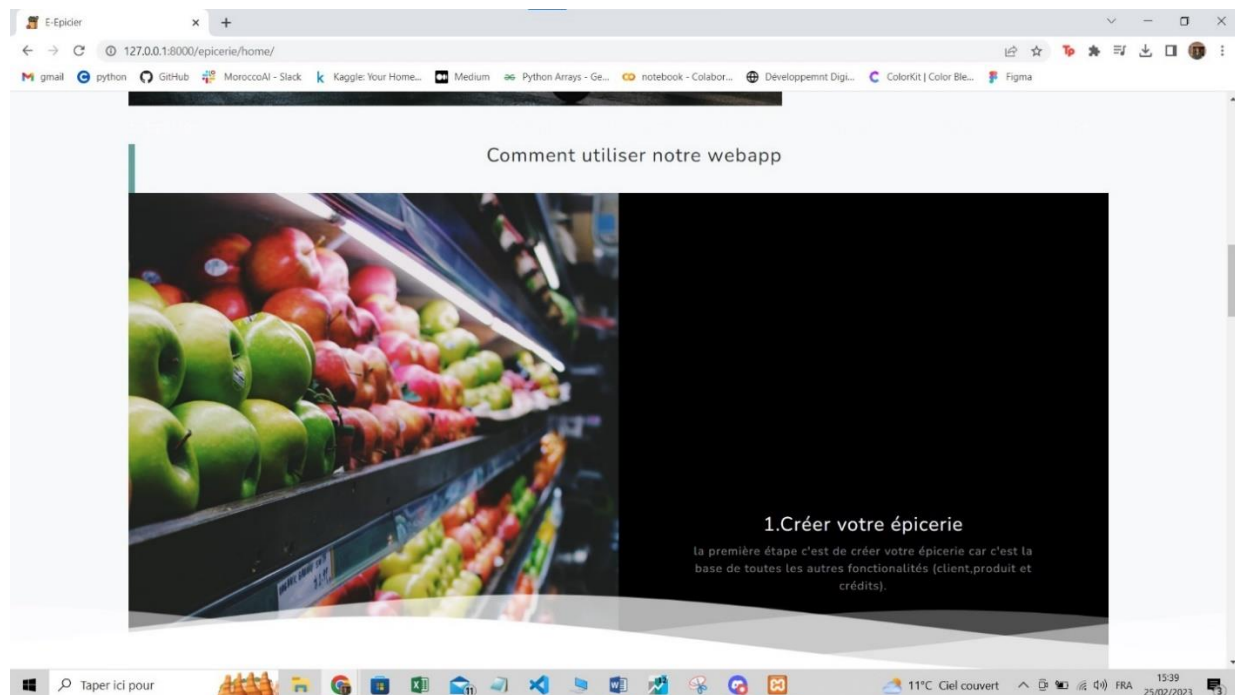 E-Epicier
127.0.0.1:8000/epicerie/home/
gmail python GitHub MoroccoAI - Slack Kaggle: Your Home... Medium Python Arrays - Ge... notebook - Colabor... Développemnt Digi... ColorKit | Color Ble... Figma
Comment utiliser notre webapp
1.Créer votre épicerie
la première étape c'est de créer votre épicerie car c'est la
base de toutes les autres fonctionalités (client,produit et
crédits).
Taper ici pour
11°C Ciel couvert
FRA
15:39
25/02/2023